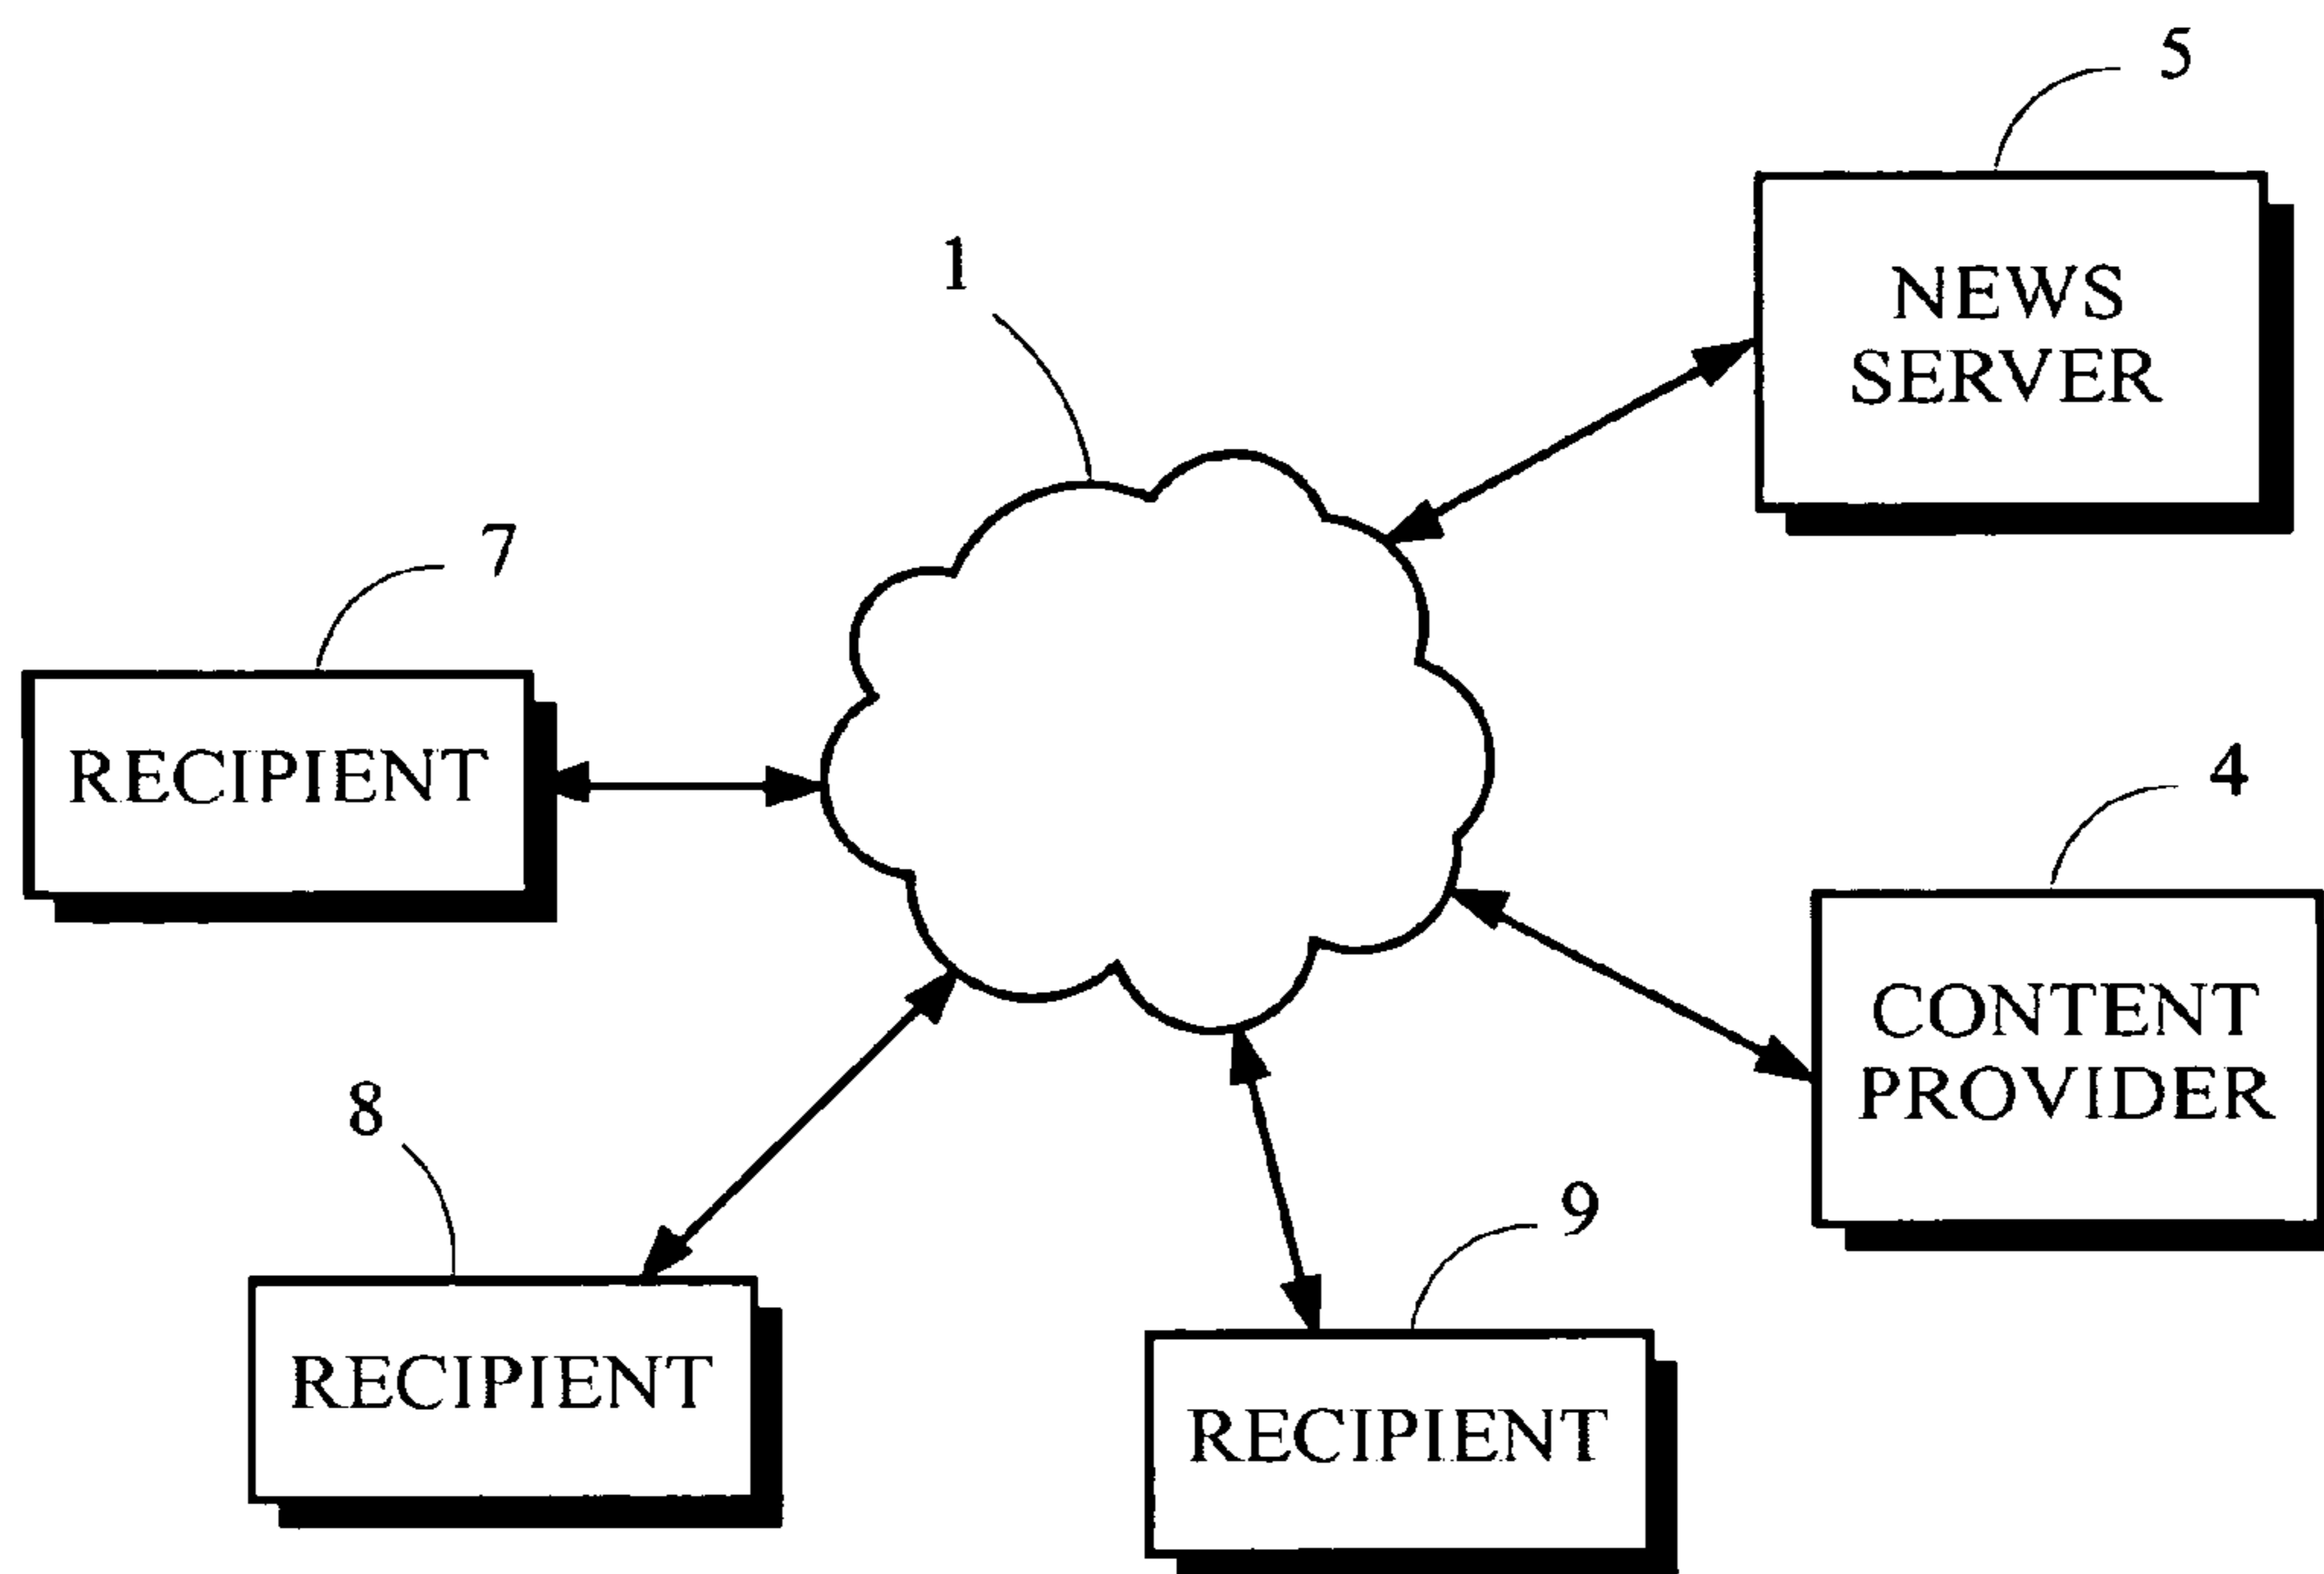 5
NEWS
SERVER
1
7
RECIPIENT
4
CONTENT
PROVIDER
8
RECIPIENT
9
RECIPIENT